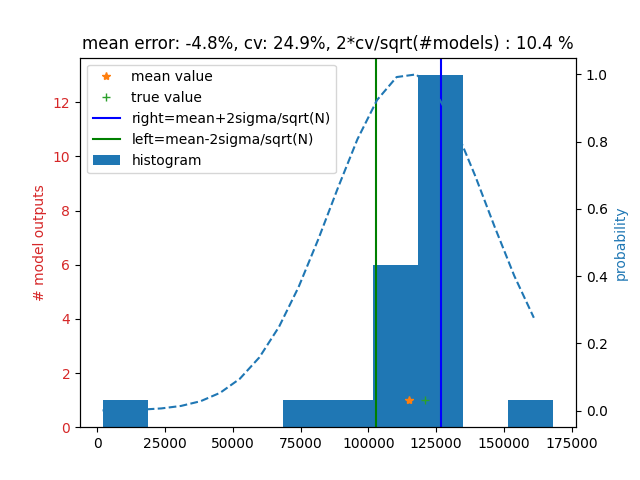 mean error: -4.8%, cv: 24.9%, 2*cv/sqrt(#models) : 10.4 %
mean value
true value
right=mean+2sigma/sqrt(N)
left=mean-2sigma/sqrt(N)
histogram
# model outputs
0
2
4
6
8
10
12
probability
0.0
0.2
0.4
0.6
0.8
1.0
0 25000 50000 75000 100000 125000 150000 175000